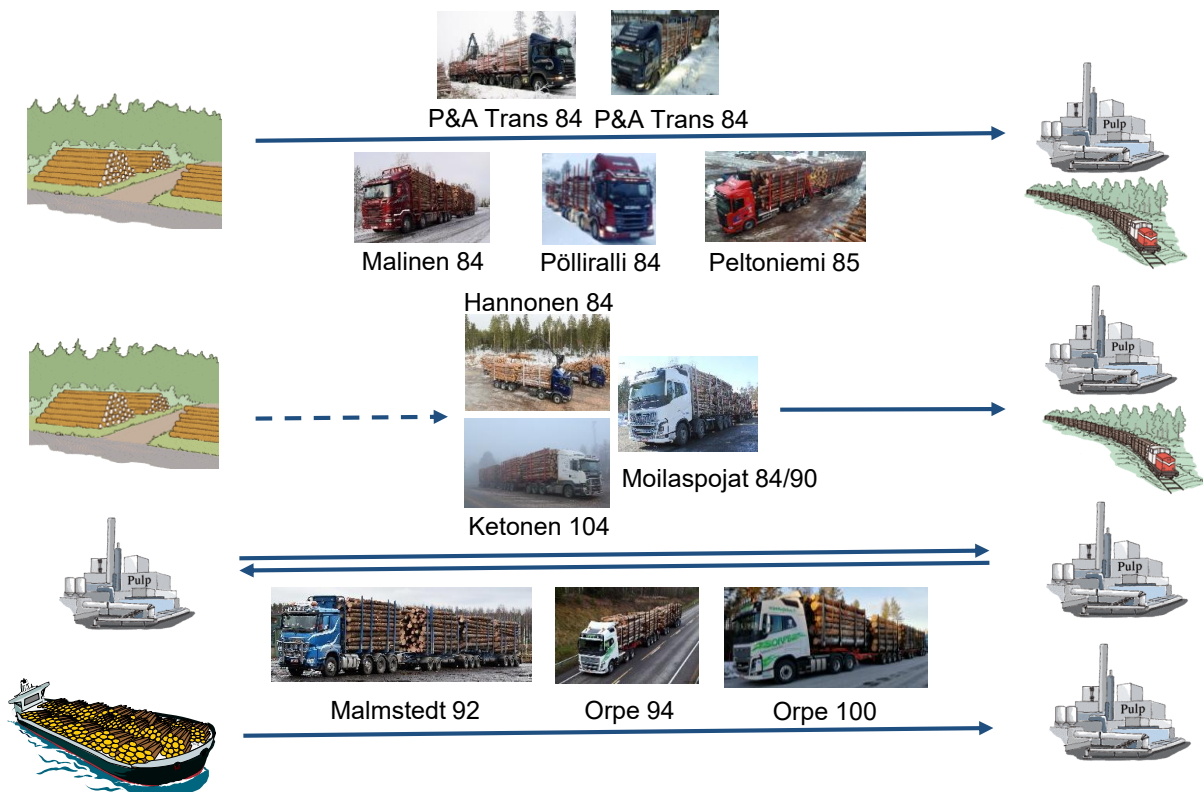 P&A Trans 84 P&A Trans 84
Pulp
Malinen 84 Pölliralli 84 Peltoniemi 85
Hannonen 84
Pulp
Moilaspojat 84/90
Ketonen 104
Pulp
Pulp
Malmstedt 92 Orpe 94 Orpe 100
Pulp